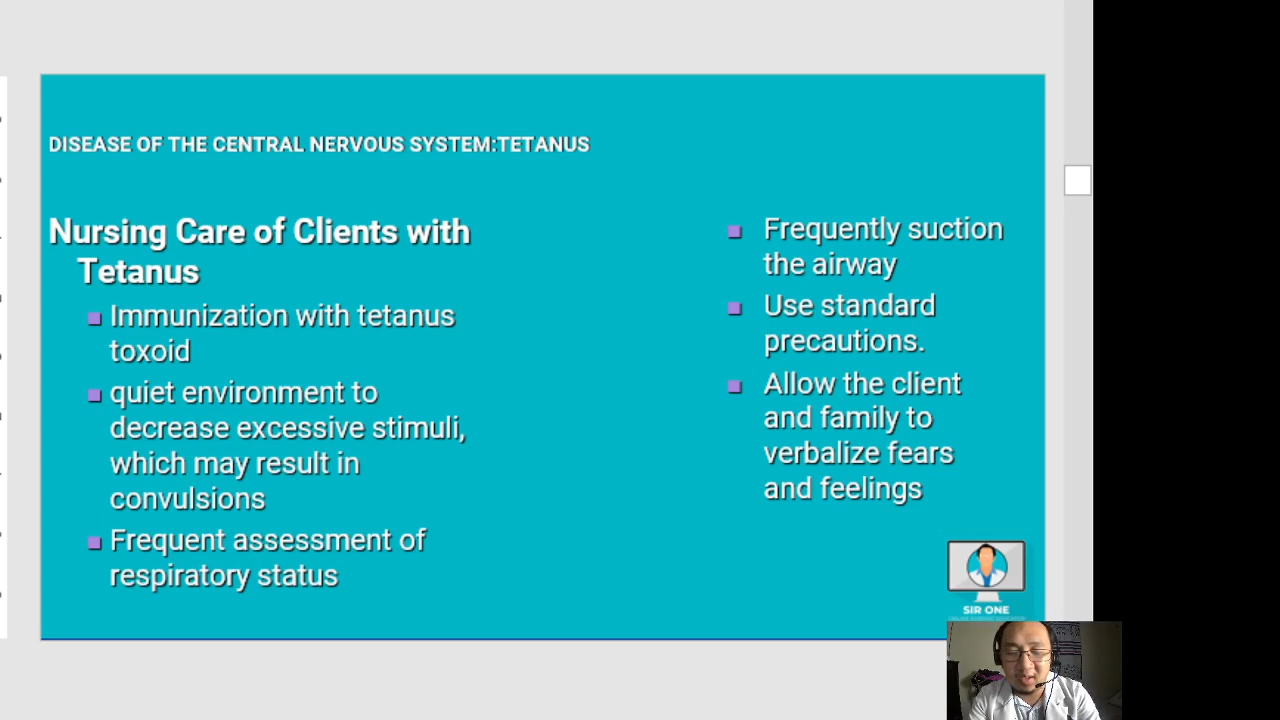 DISEASE OF THE CENTRAL NERVOUS SYSTEM:TETANUS
Nursing Care of Clients with
Tetanus
Immunization with tetanus
toxoid
quiet environment to
decrease excessive stimuli,
which may result in
convulsions
Frequent assessment of
respiratory status
Frequently suction
the airway
Use standard
precautions.
Allow the client
and family to
verbalize fears
and feelings
SIR ONE